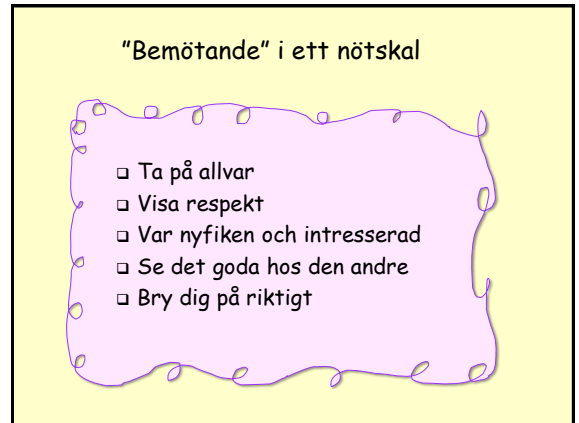 ”Bemötande” i ett nötskal
❑ Ta på allvar
❑ Visa respekt
❑ Var nyfiken och intresserad
❑ Se det goda hos den andre
❑ Bry dig på riktigt